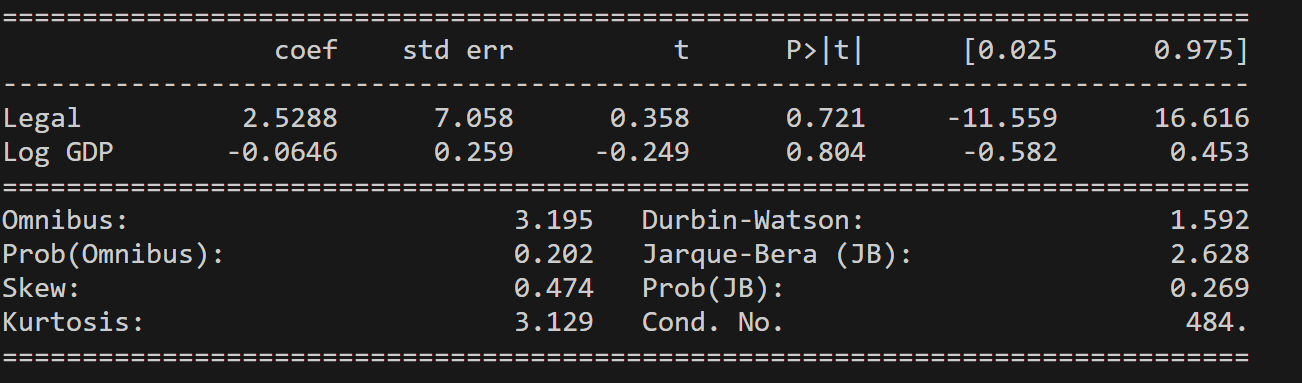 ==============================================================================
                 coef    std err          t      P>|t|      [0.025      0.975]
------------------------------------------------------------------------------
Legal          2.5288      7.058      0.358      0.721     -11.559      16.616
Log GDP       -0.0646      0.259     -0.249      0.804      -0.582       0.453
==============================================================================
Omnibus:                        3.195   Durbin-Watson:                   1.592
Prob(Omnibus):                  0.202   Jarque-Bera (JB):                2.628
Skew:                           0.474   Prob(JB):                        0.269
Kurtosis:                       3.129   Cond. No.                         484.
==============================================================================